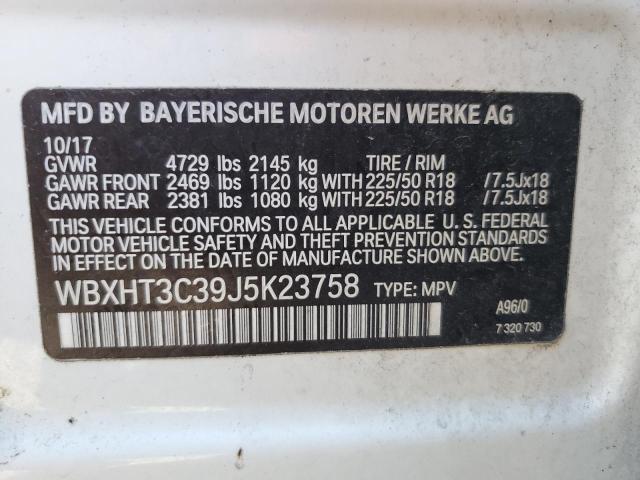 MFD BY BAYERISCHE MOTOREN WERKE AG
10/17
GVWR 4729 lbs 2145 kg TIRE / RIM
GAWR FRONT 2469 lbs 1120 kg WITH 225/50 R18 /7.5Jx18
GAWR REAR 2381 lbs 1080 kg WITH 225/50 R18 /7.5Jx18
THIS VEHICLE CONFORMS TO ALL APPLICABLE U. S. FEDERAL
MOTOR VEHICLE SAFETY AND THEFT PREVENTION STANDARDS
IN EFFECT ON THE DATE OF MANUFACTURE SHOWN ABOVE.
WBXHT3C39J5K23758 TYPE: MPV
A96/0
7 320 730